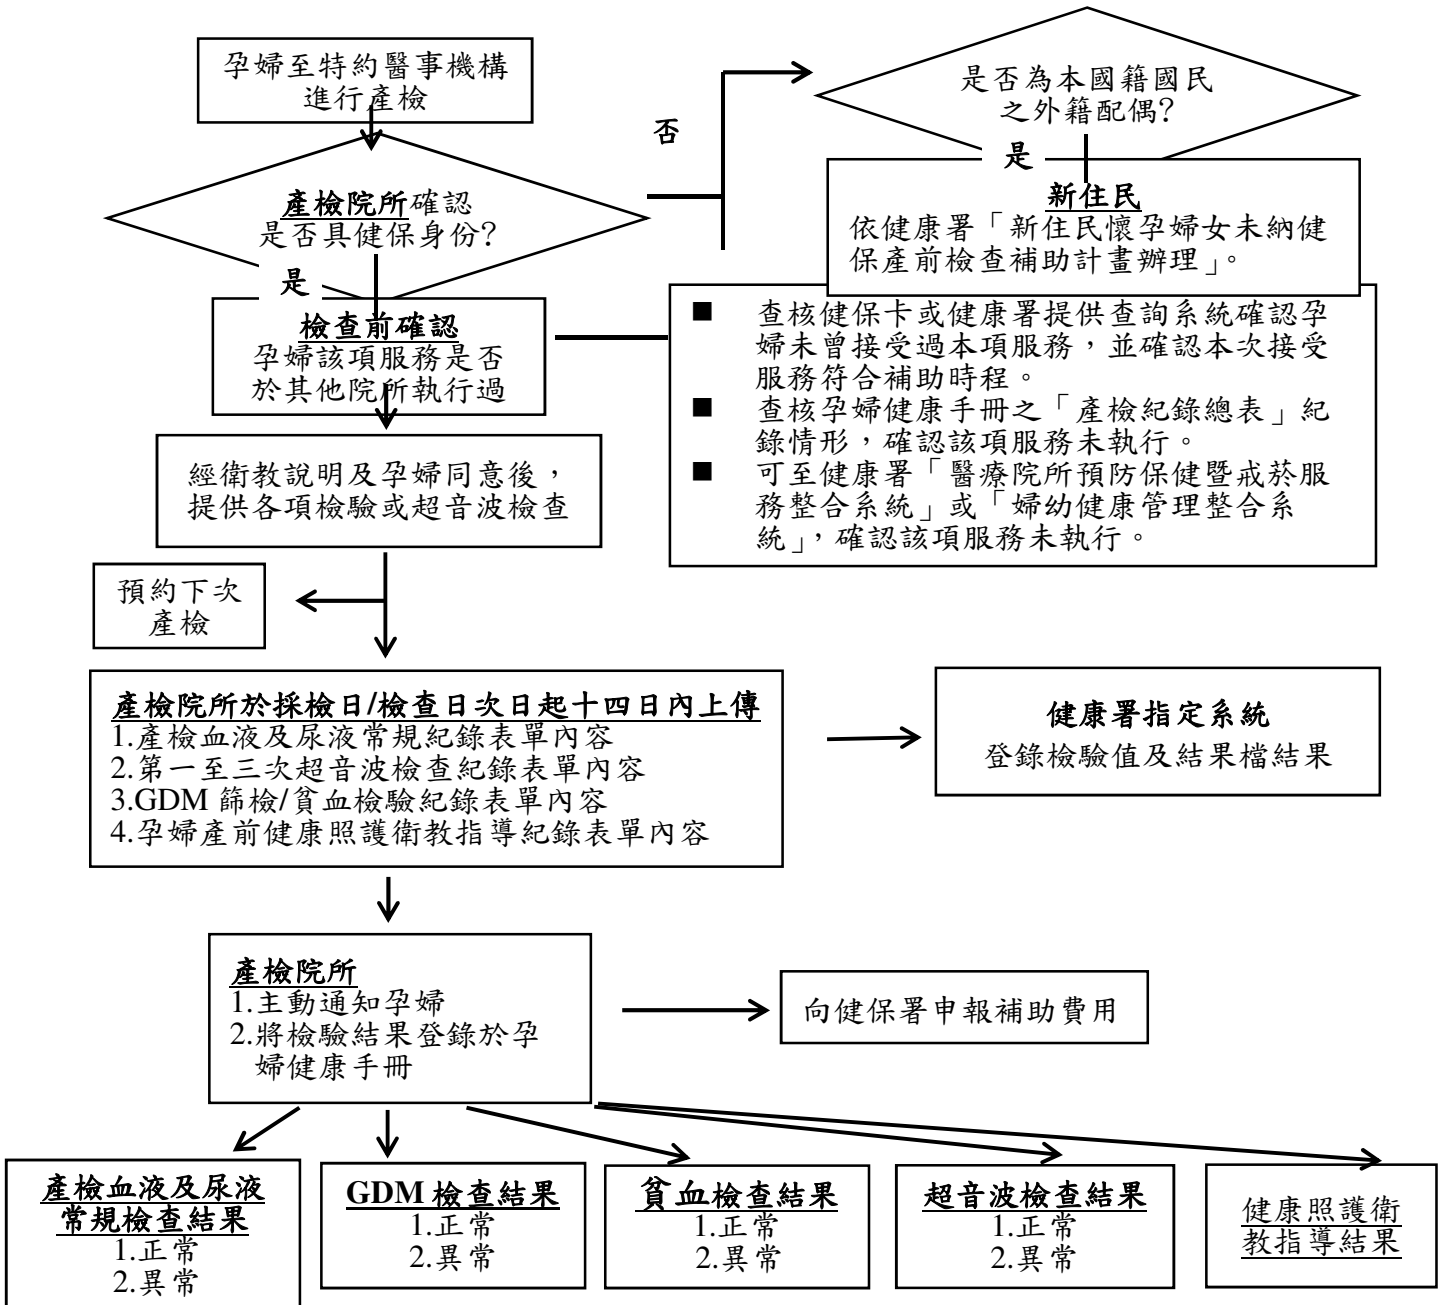 孕婦至特約醫事機構
進行產檢
否
是否為本國籍國民
之外籍配偶?
是
新住民
依健康署「新住民懷孕婦女未納健
保產前檢查補助計畫辦理」。
產檢院所確認
是否具健保身份?
是
檢查前確認
孕婦該項服務是否
於其他院所執行過
■ 查核健保卡或健康署提供查詢系統確認孕
婦未曾接受過本項服務，並確認本次接受
服務符合補助時程。
■ 查核孕婦健康手冊之「產檢紀錄總表」紀
錄情形，確認該項服務未執行。
■ 可至健康署「醫療院所預防保健暨戒菸服
務整合系統」或「婦幼健康管理整合系
統」，確認該項服務未執行。
經衛教說明及孕婦同意後，
提供各項檢驗或超音波檢查
預約下次
產檢
產檢院所於採檢日/檢查日次日起十四日內上傳
1.產檢血液及尿液常規紀錄表單內容
2.第一至三次超音波檢查紀錄表單內容
3.GDM 篩檢/貧血檢驗紀錄表單內容
4.孕婦產前健康照護衛教指導紀錄表單內容
健康署指定系統
登錄檢驗值及結果檔結果
產檢院所
1.主動通知孕婦
2.將檢驗結果登錄於孕
婦健康手冊
向健保署申報補助費用
產檢血液及尿液
常規檢查結果
1.正常
2.異常
GDM 檢查結果
1.正常
2.異常
貧血檢查結果
1.正常
2.異常
超音波檢查結果
1.正常
2.異常
健康照護衛
教指導結果